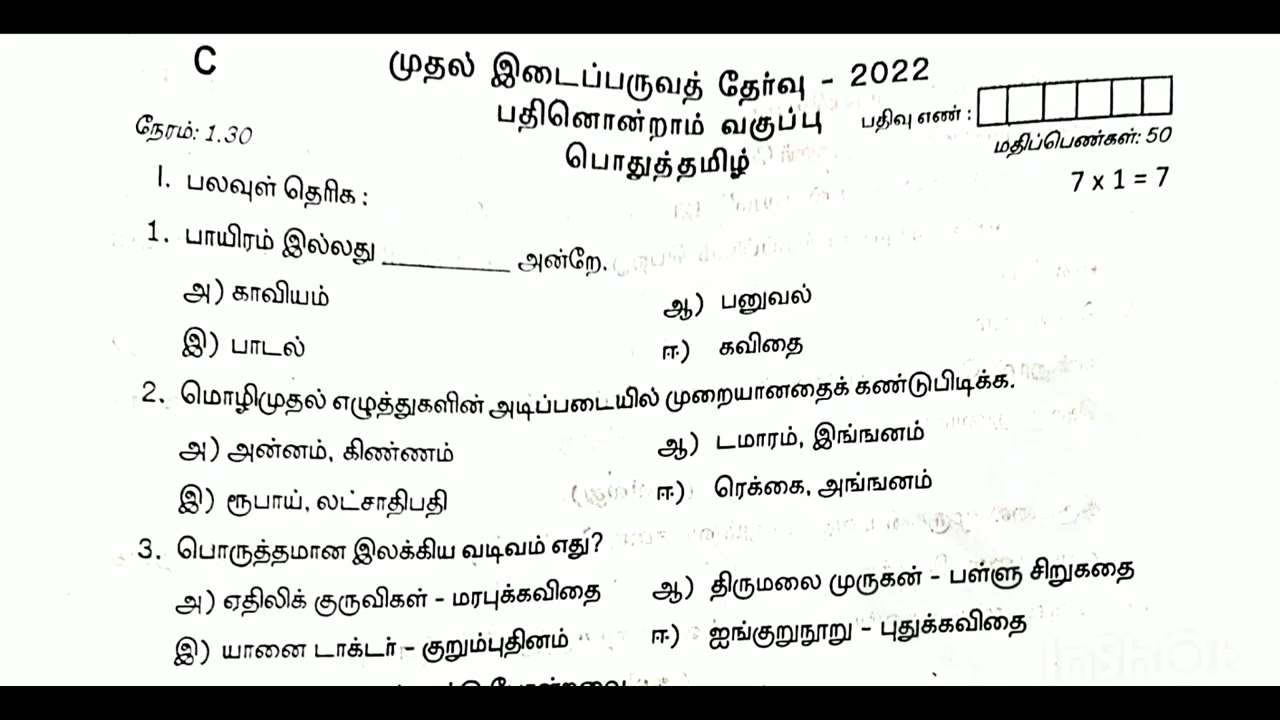 C
முதல் இடைப்பருவத் தேர்வு - 2022
பதினொன்றாம் வகுப்பு
பதிவு எண் :
நேரம்: 1.30
பொதுத்தமிழ்
மதிப்பெண்கள்: 50
I. பலவுள் தெரிக :
7 x 1 = 7
1. பாயிரம் இல்லது ________ அன்றே.
அ) காவியம் ஆ) பனுவல்
இ) பாடல் ஈ) கவிதை
2. மொழிமுதல் எழுத்துகளின் அடிப்படையில் முறையானதைக் கண்டுபிடிக்க.
அ) அன்னம், கிண்ணம் ஆ) டமாரம், இங்ஙனம்
இ) ரூபாய், லட்சாதிபதி ஈ) ரெக்கை, அங்ஙனம்
3. பொருத்தமான இலக்கிய வடிவம் எது?
அ) ஏதிலிக் குருவிகள் - மரபுக்கவிதை ஆ) திருமலை முருகன் - பள்ளு சிறுகதை
இ) யானை டாக்டர் - குறும்புதினம் ஈ) ஐங்குறுநூறு - புதுக்கவிதை
InShOt